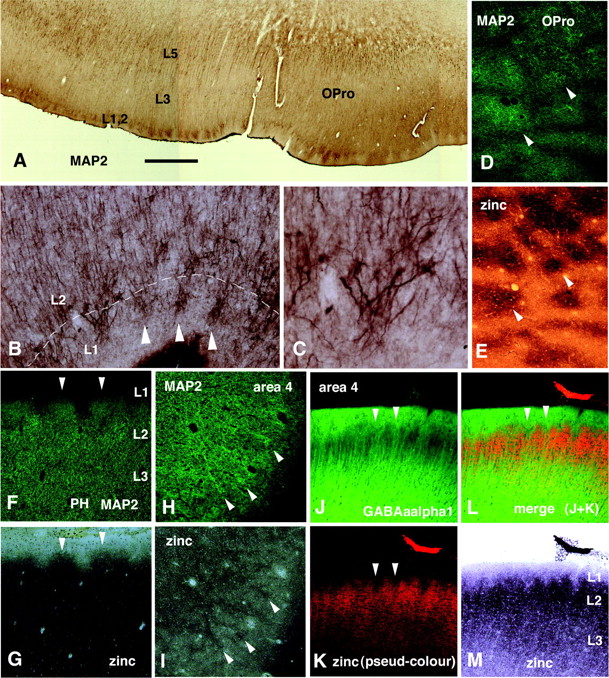 L5
L3
L1,2
OPro
A
MAP2
MAP2 OPro
D
L2
L1
B
C
zinc
E
L1
L2
L3
F
PH MAP2
MAP2 area 4
H
area 4
J
GABAaalpha1
L
merge (J+K)
G
zinc
zinc
I
K
zinc (pseud-colour)
L1
L2
L3
M
zinc